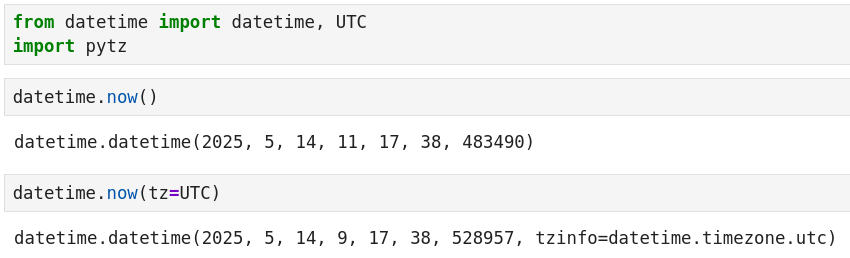 from datetime import datetime, UTC
import pytz
datetime.now()
datetime.datetime(2025, 5, 14, 11, 17, 38, 483490)
datetime.now(tz=UTC)
datetime.datetime(2025, 5, 14, 9, 17, 38, 528957, tzinfo=datetime.timezone.utc)